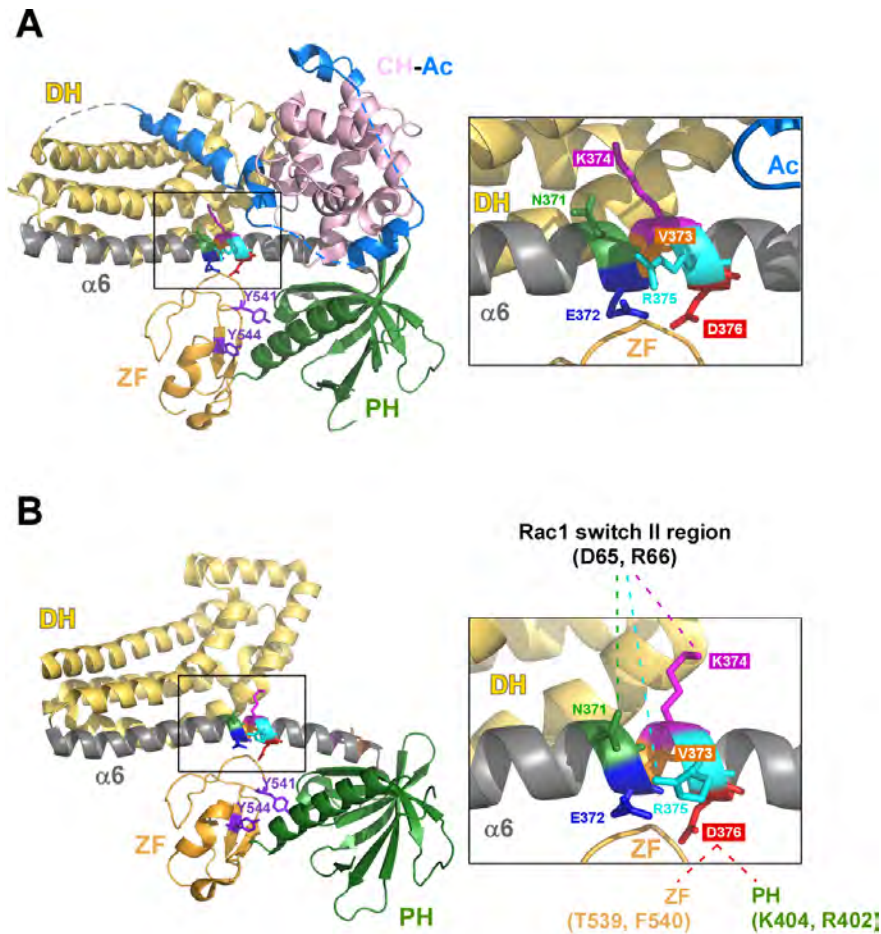 A
CH-Ac
DH
Y541
α6
Y544
ZF
PH
K374
Ac
N371
DH
V373
R375
α6
E372
D376
ZF
B
Rac1 switch II region
(D65, R66)
DH
α6
Y541
Y544
ZF
PH
K374
DH
N371
V373
R375
α6
E372
D376
ZF
ZF
(T539, F540)
PH
(K404, R402)